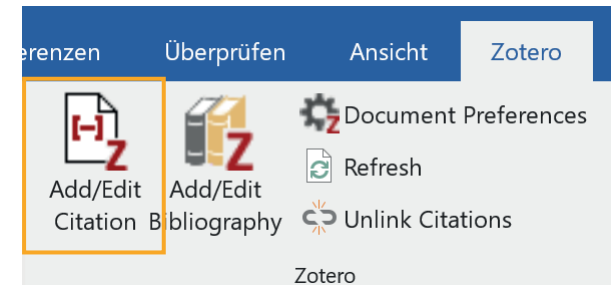 erenzen Überprüfen Ansicht Zotero
Add/Edit
Citation
Add/Edit
Bibliography
Document Preferences
Refresh
Unlink Citations
Zotero